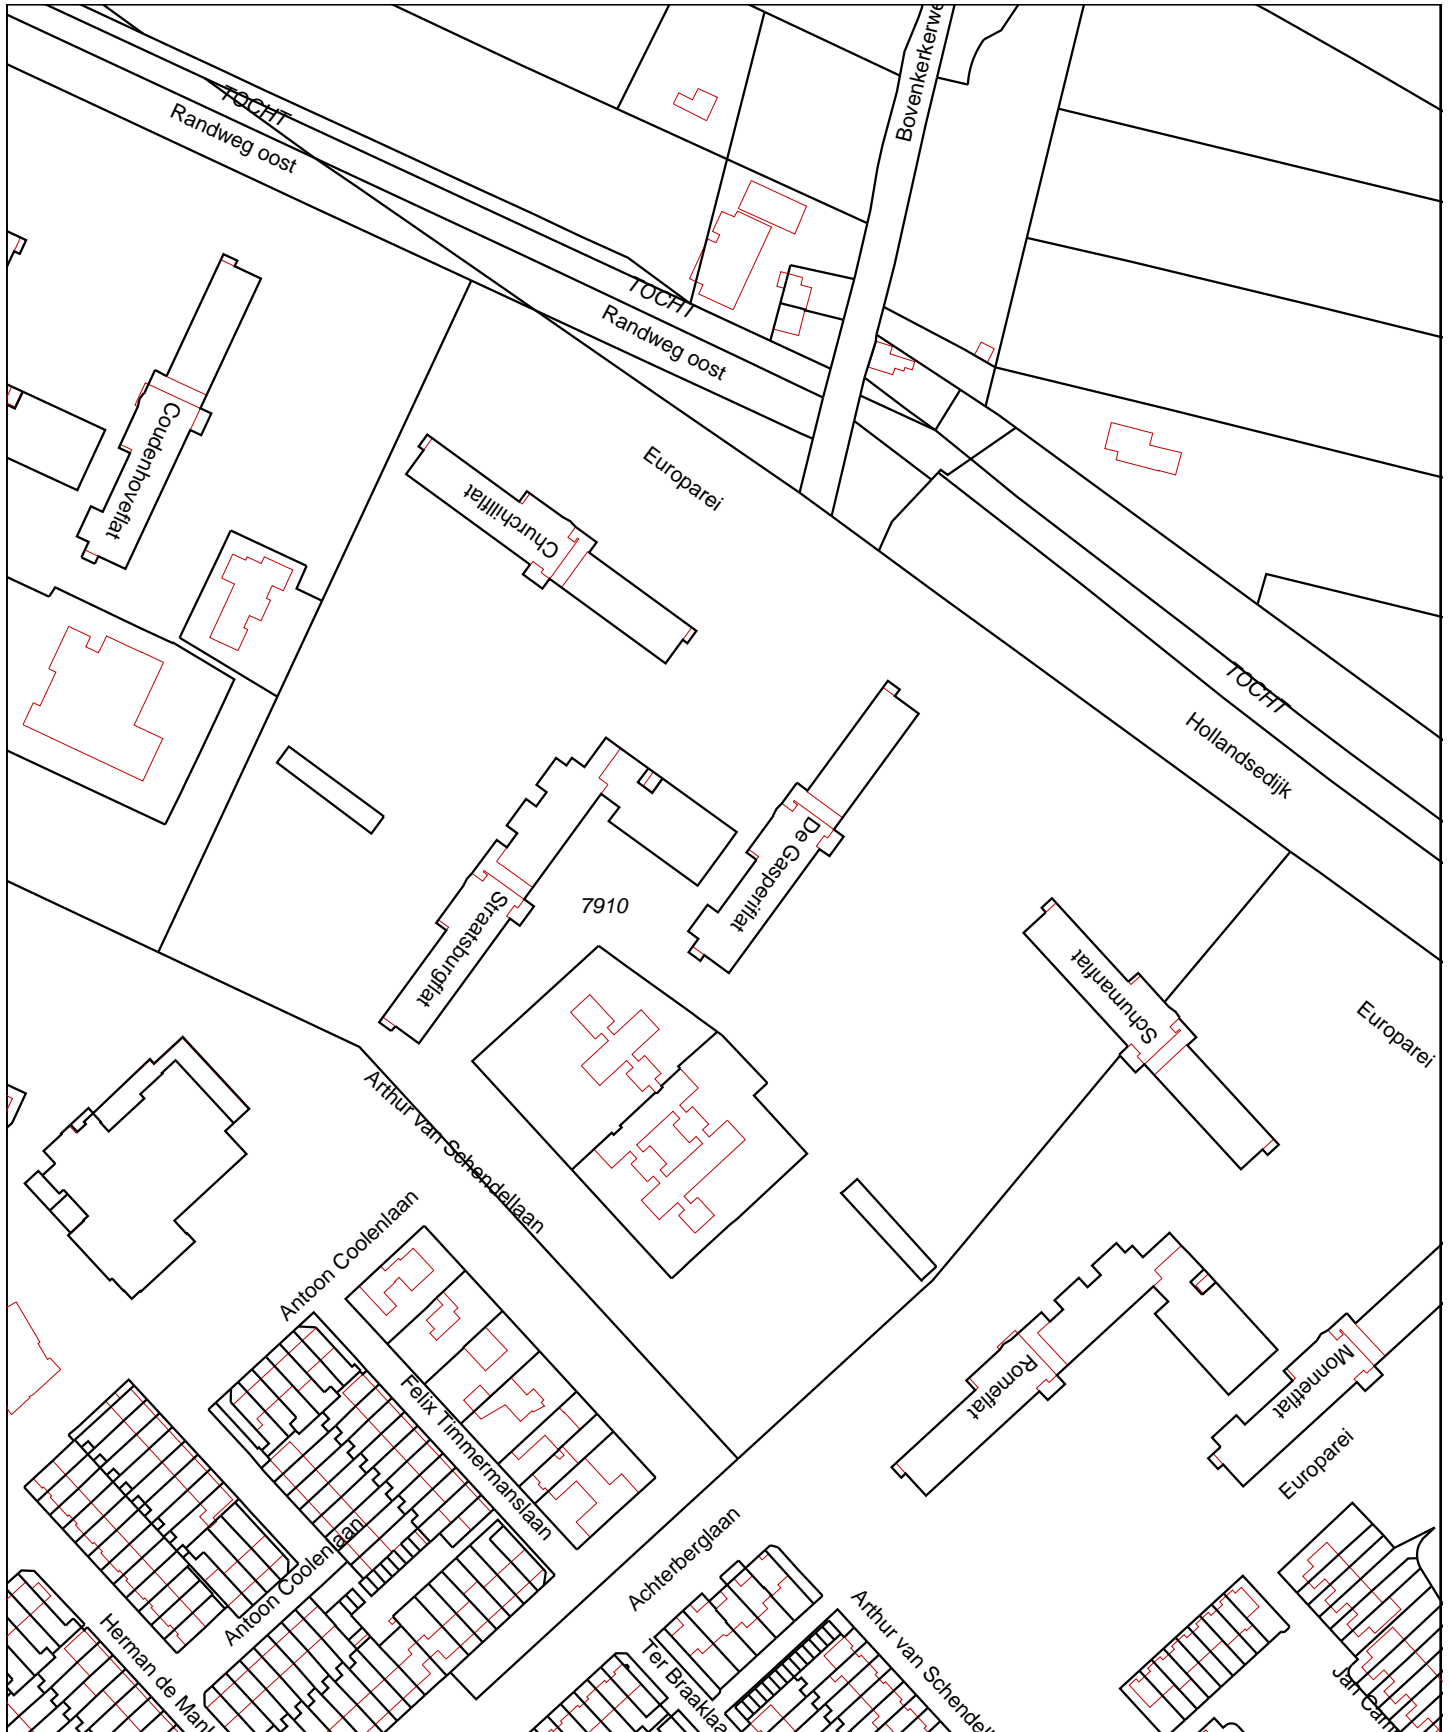 Bovenkerkerwe
TOCHT
Randweg oost
TOCHT
Randweg oost
Coudenhoveflat
Churchillflat
Europarei
TOCHT
Hollandsedijk
De Gasperiflat
Straatsburgflat
7910
Schumanflat
Europarei
Arthur van Schendellaan
Antoon Coolenlaan
Felix Timmermanslaan
Romeflat
Monnetflat
Europarei
Antoon Coolenlaan
Achterberglaan
Herman de Man
Ter Braaklaa
Arthur van Schendel
Jan Cam